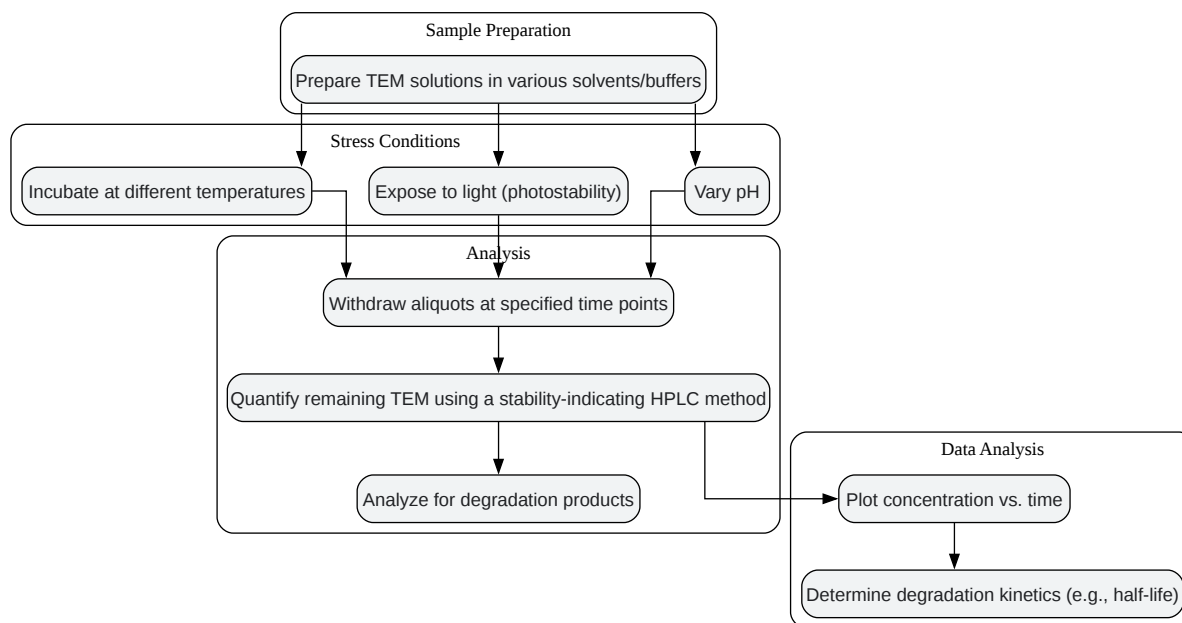 Sample Preparation
Prepare TEM solutions in various solvents/buffers
Stress Conditions
Incubate at different temperatures
Expose to light (photostability)
Vary pH
Analysis
Withdraw aliquots at specified time points
Quantify remaining TEM using a stability-indicating HPLC method
Analyze for degradation products
Data Analysis
Plot concentration vs. time
Determine degradation kinetics (e.g., half-life)